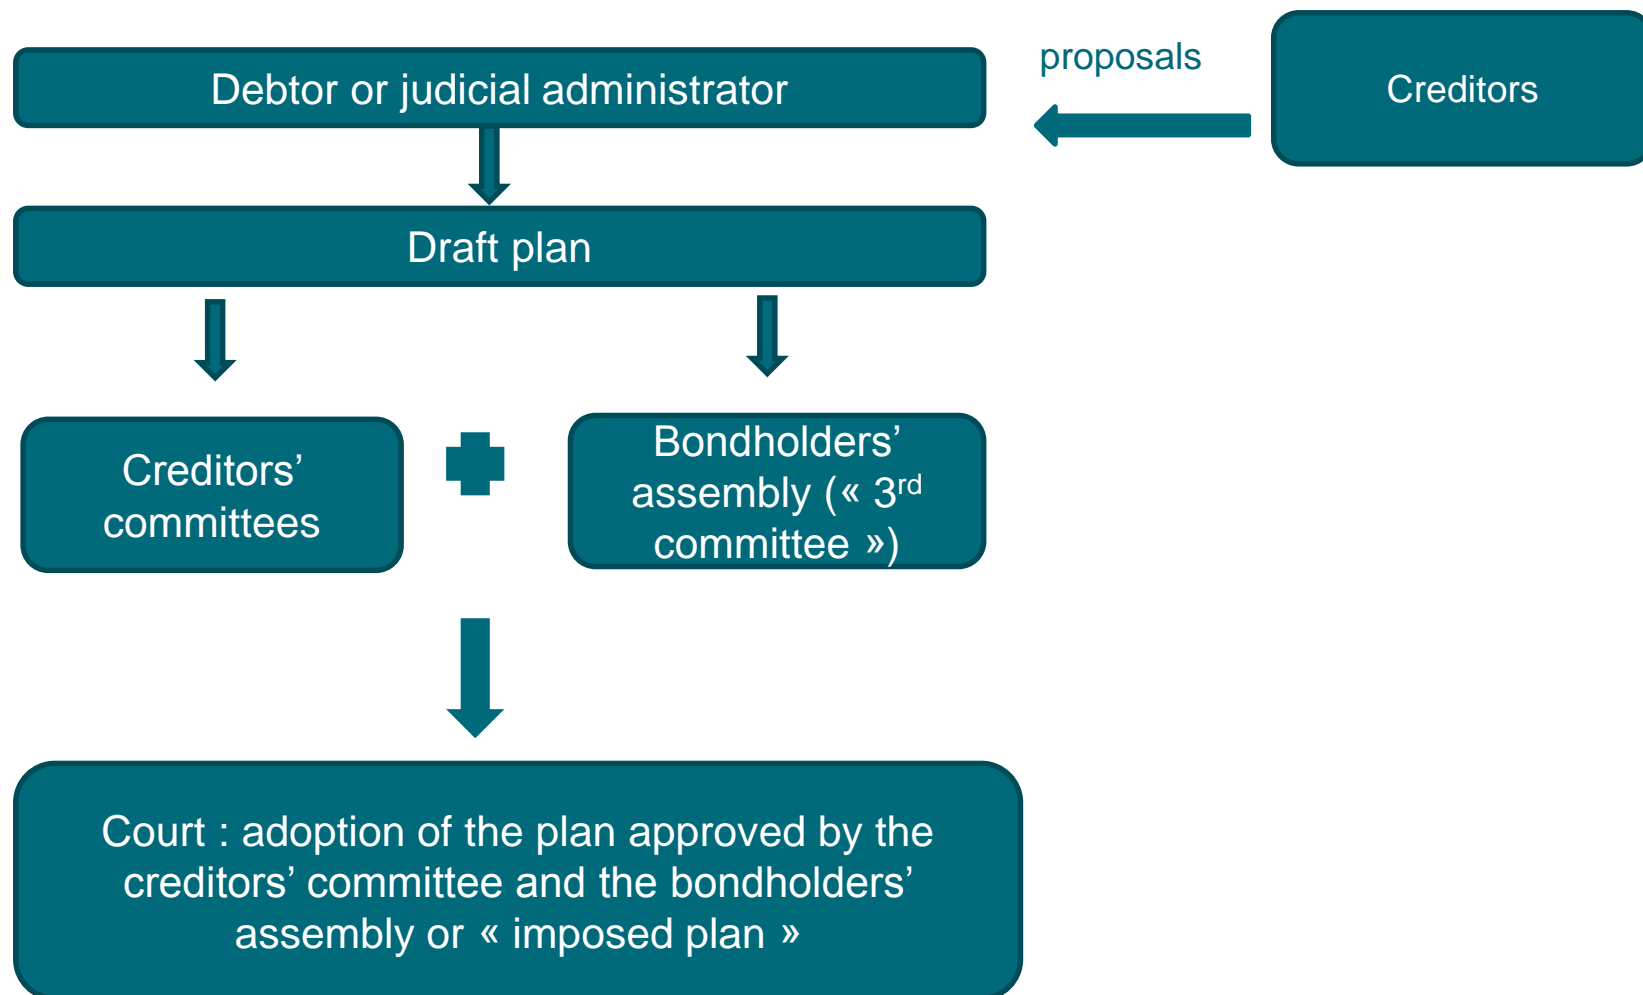 Debtor or judicial administrator
proposals
Creditors
Draft plan
Creditors’
committees
Bondholders’
assembly (« 3rd
committee »)
Court : adoption of the plan approved by the
creditors’ committee and the bondholders’
assembly or « imposed plan »